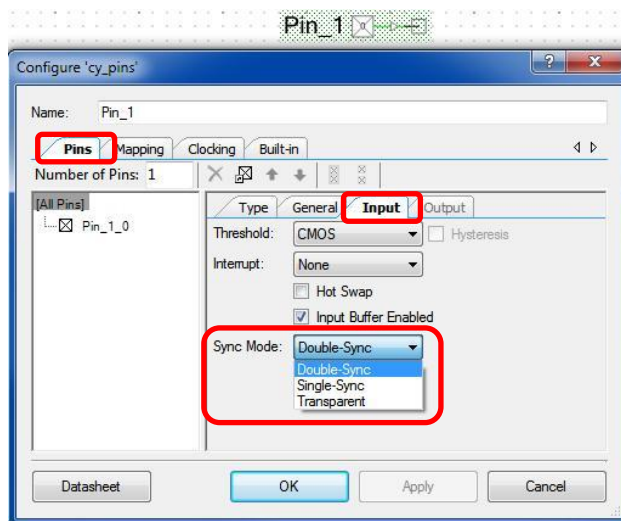 Pin_1
Configure 'cy_pins'
Name: Pin_1
Pins Mapping Clocking Built-in
Number of Pins: 1
[All Pins]
Pin_1_0
Type General Input Output
Threshold: CMOS Hysteresis
Interrupt: None
Hot Swap
Input Buffer Enabled
Sync Mode: Double-Sync
Double-Sync
Single-Sync
Transparent
Datasheet OK Apply Cancel